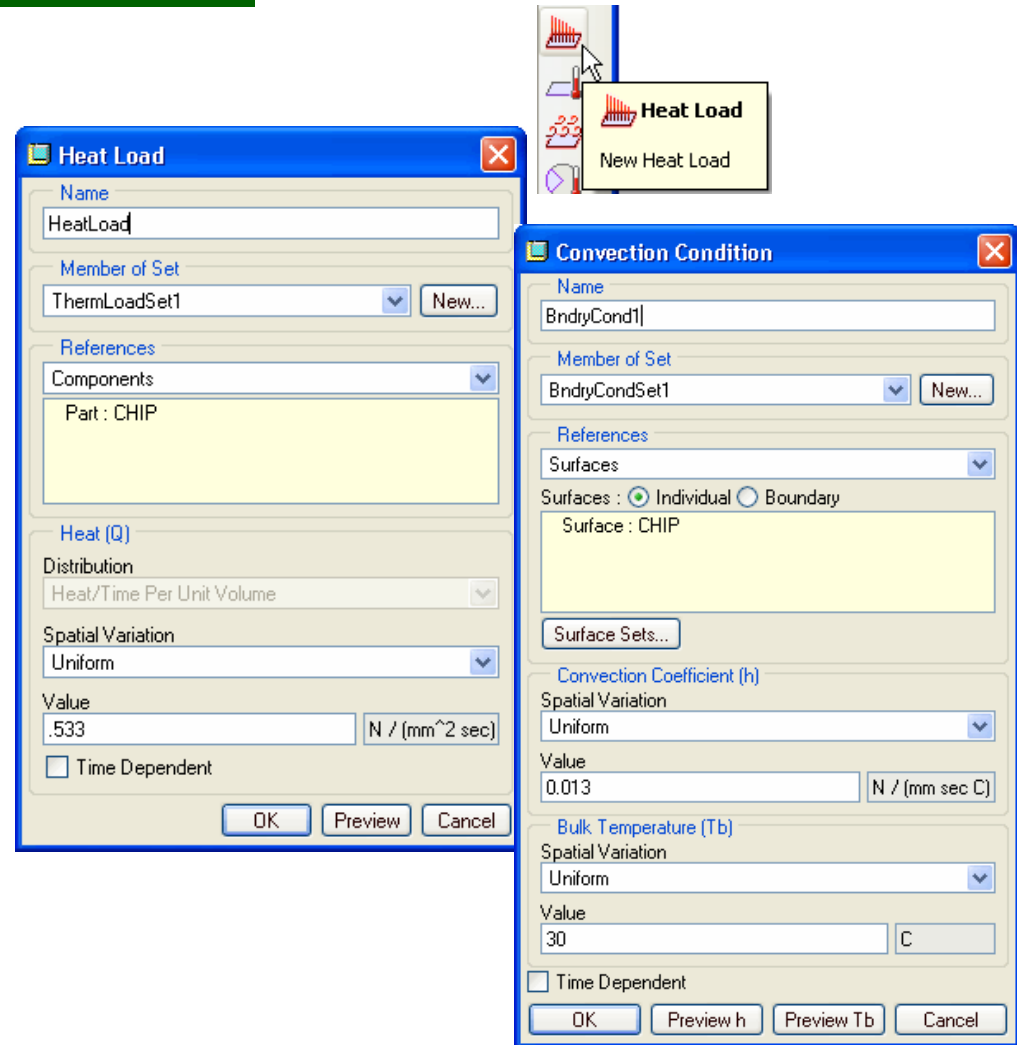 Heat Load
New Heat Load
Heat Load
Name
HeatLoad
Member of Set
ThermLoadSet1
New...
References
Components
Part : CHIP
Heat (Q)
Distribution
Heat/Time Per Unit Volume
Spatial Variation
Uniform
Value
.533
N / (mm^2 sec)
Time Dependent
OK Preview Cancel
Convection Condition
Name
BndryCond1
Member of Set
BndryCondSet1
New...
References
Surfaces
Surfaces : Individual Boundary
Surface : CHIP
Surface Sets...
Convection Coefficient (h)
Spatial Variation
Uniform
Value
0.013
N / (mm sec C)
Bulk Temperature (Tb)
Spatial Variation
Uniform
Value
30
C
Time Dependent
OK Preview h Preview Tb Cancel